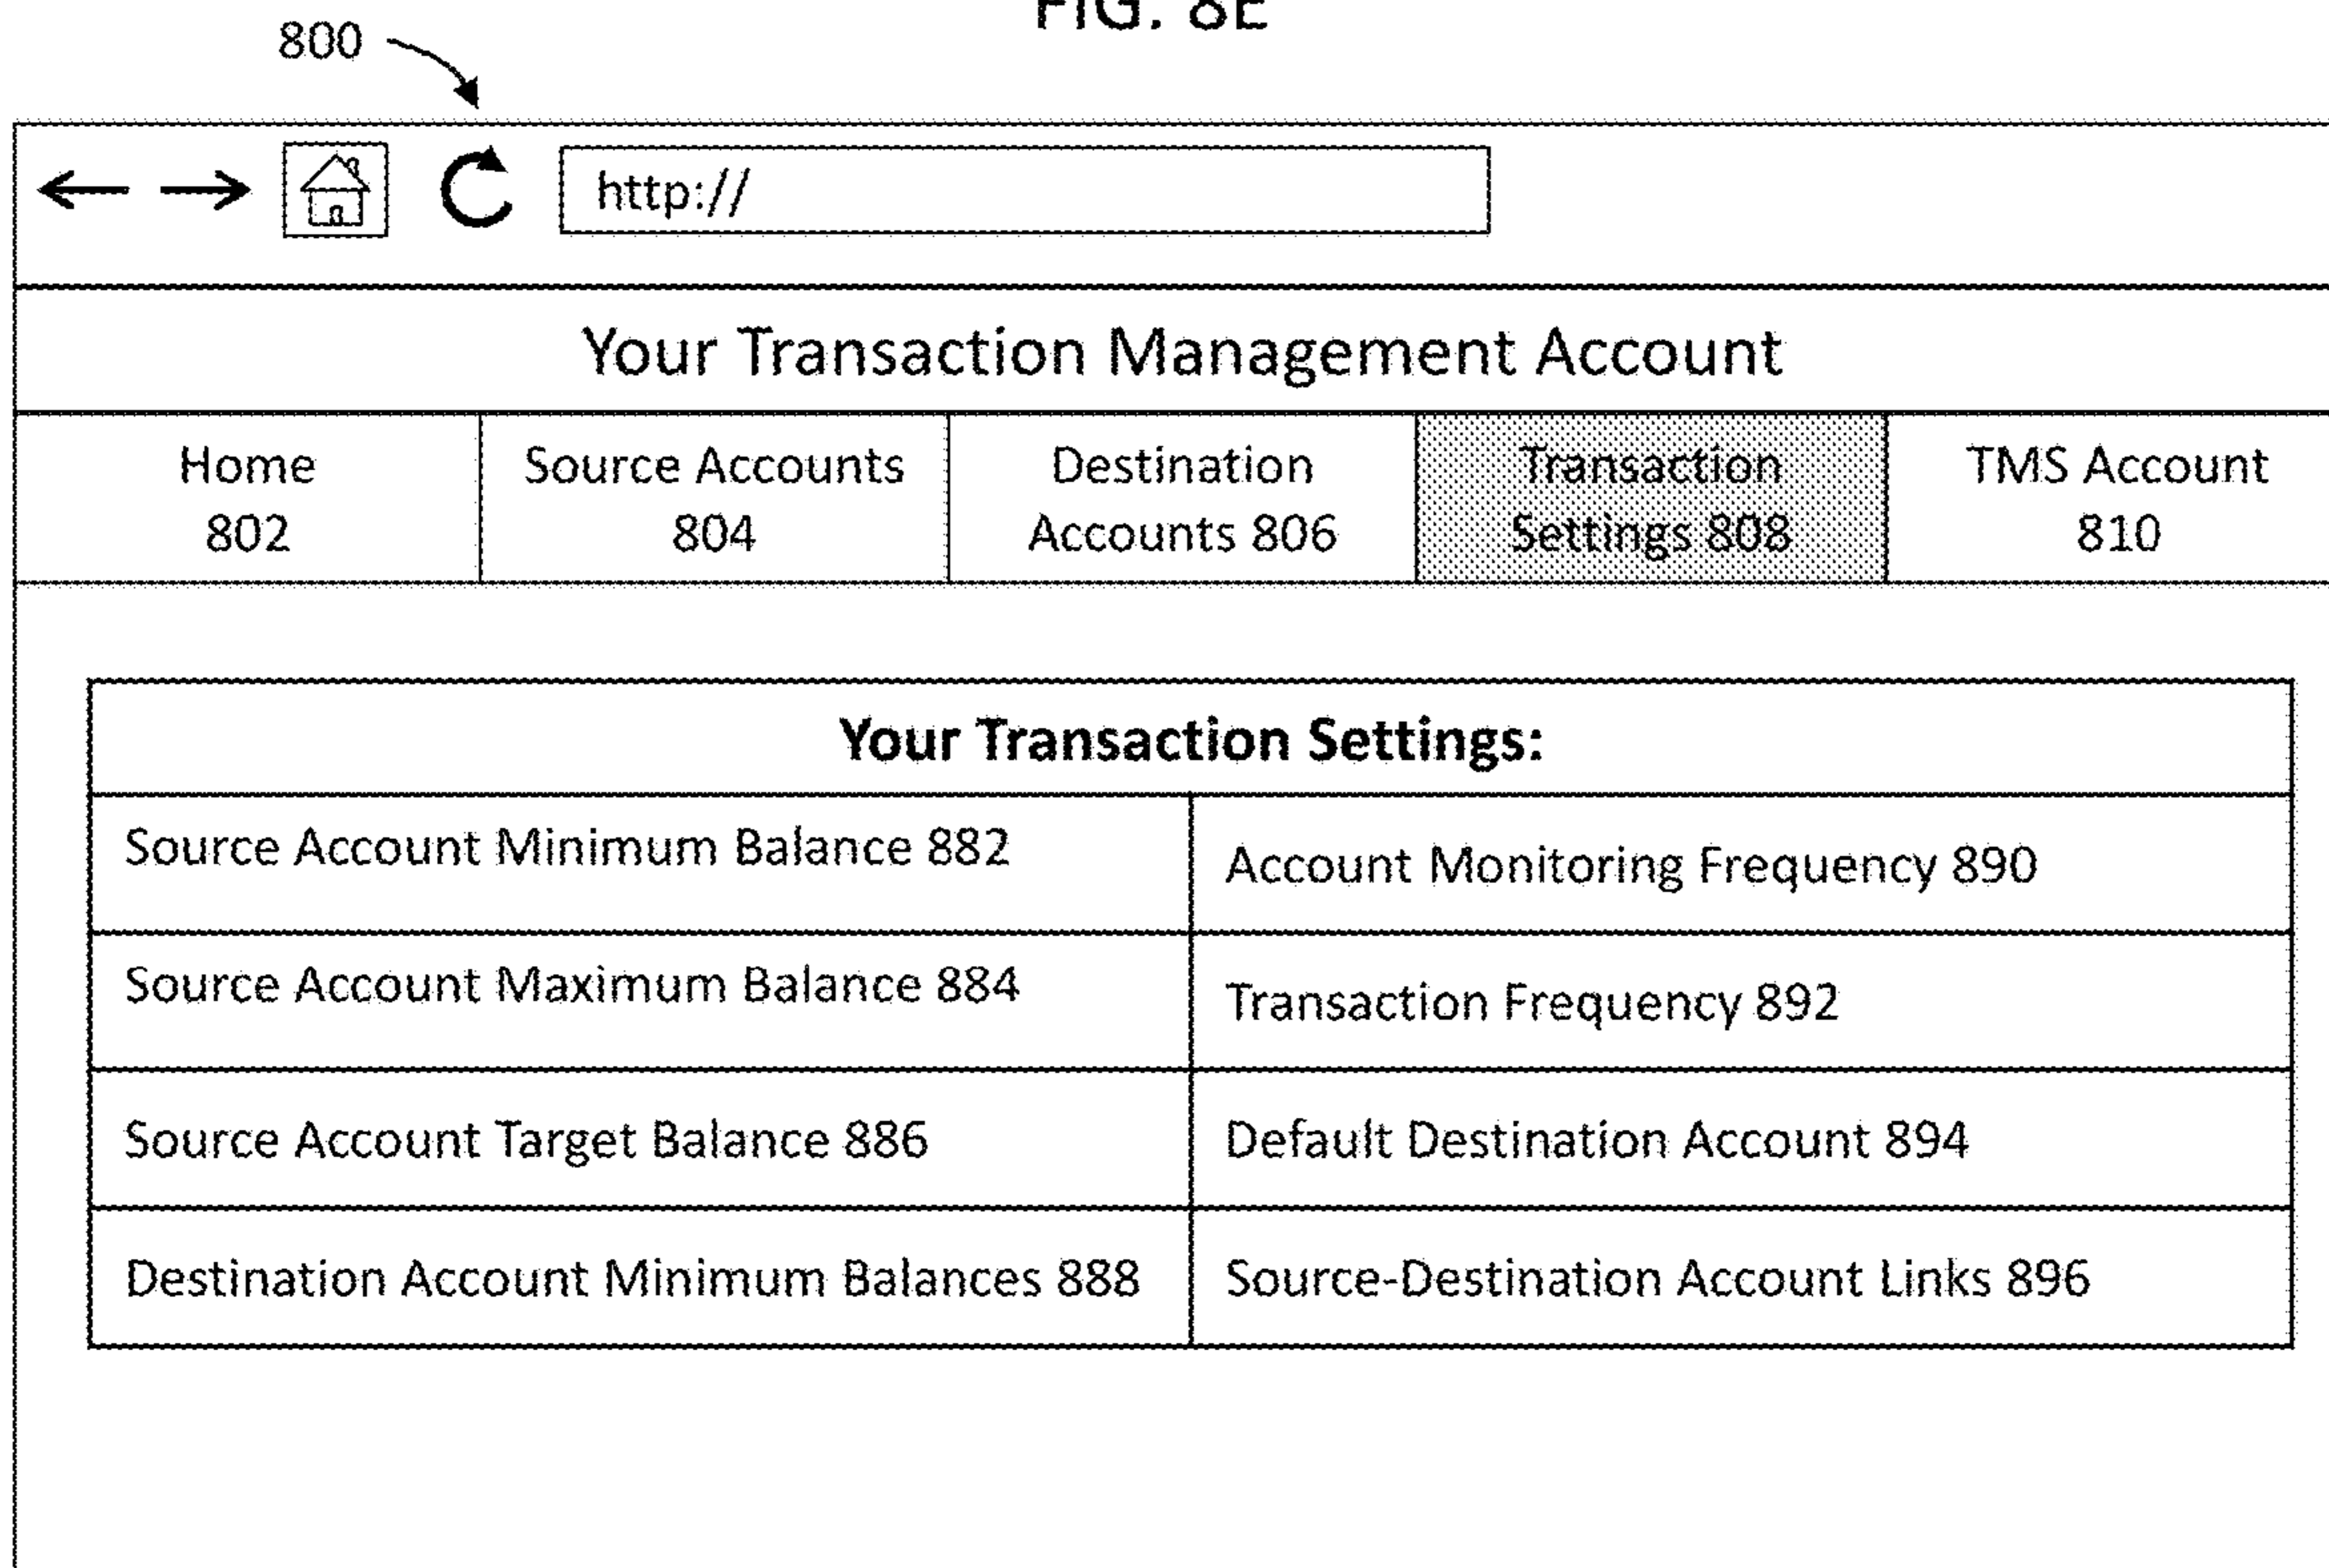 FIG. 8E
800
http://
Your Transaction Management Account
Home
802
Source Accounts
804
Destination
Accounts 806
Transaction
Settings 808
TMS Account
810
Your Transaction Settings:
Source Account Minimum Balance 882
Account Monitoring Frequency 890
Source Account Maximum Balance 884
Transaction Frequency 892
Source Account Target Balance 886
Default Destination Account 894
Destination Account Minimum Balances 888
Source-Destination Account Links 896